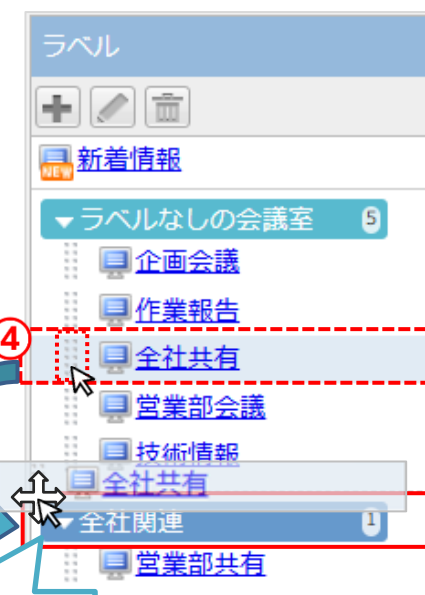 ラベル
NEW 新着情報
ラベルなしの会議室 5
企画会議
作業報告
4 全社共有
営業部会議
技術情報
全社共有
全社関連 1
営業部共有